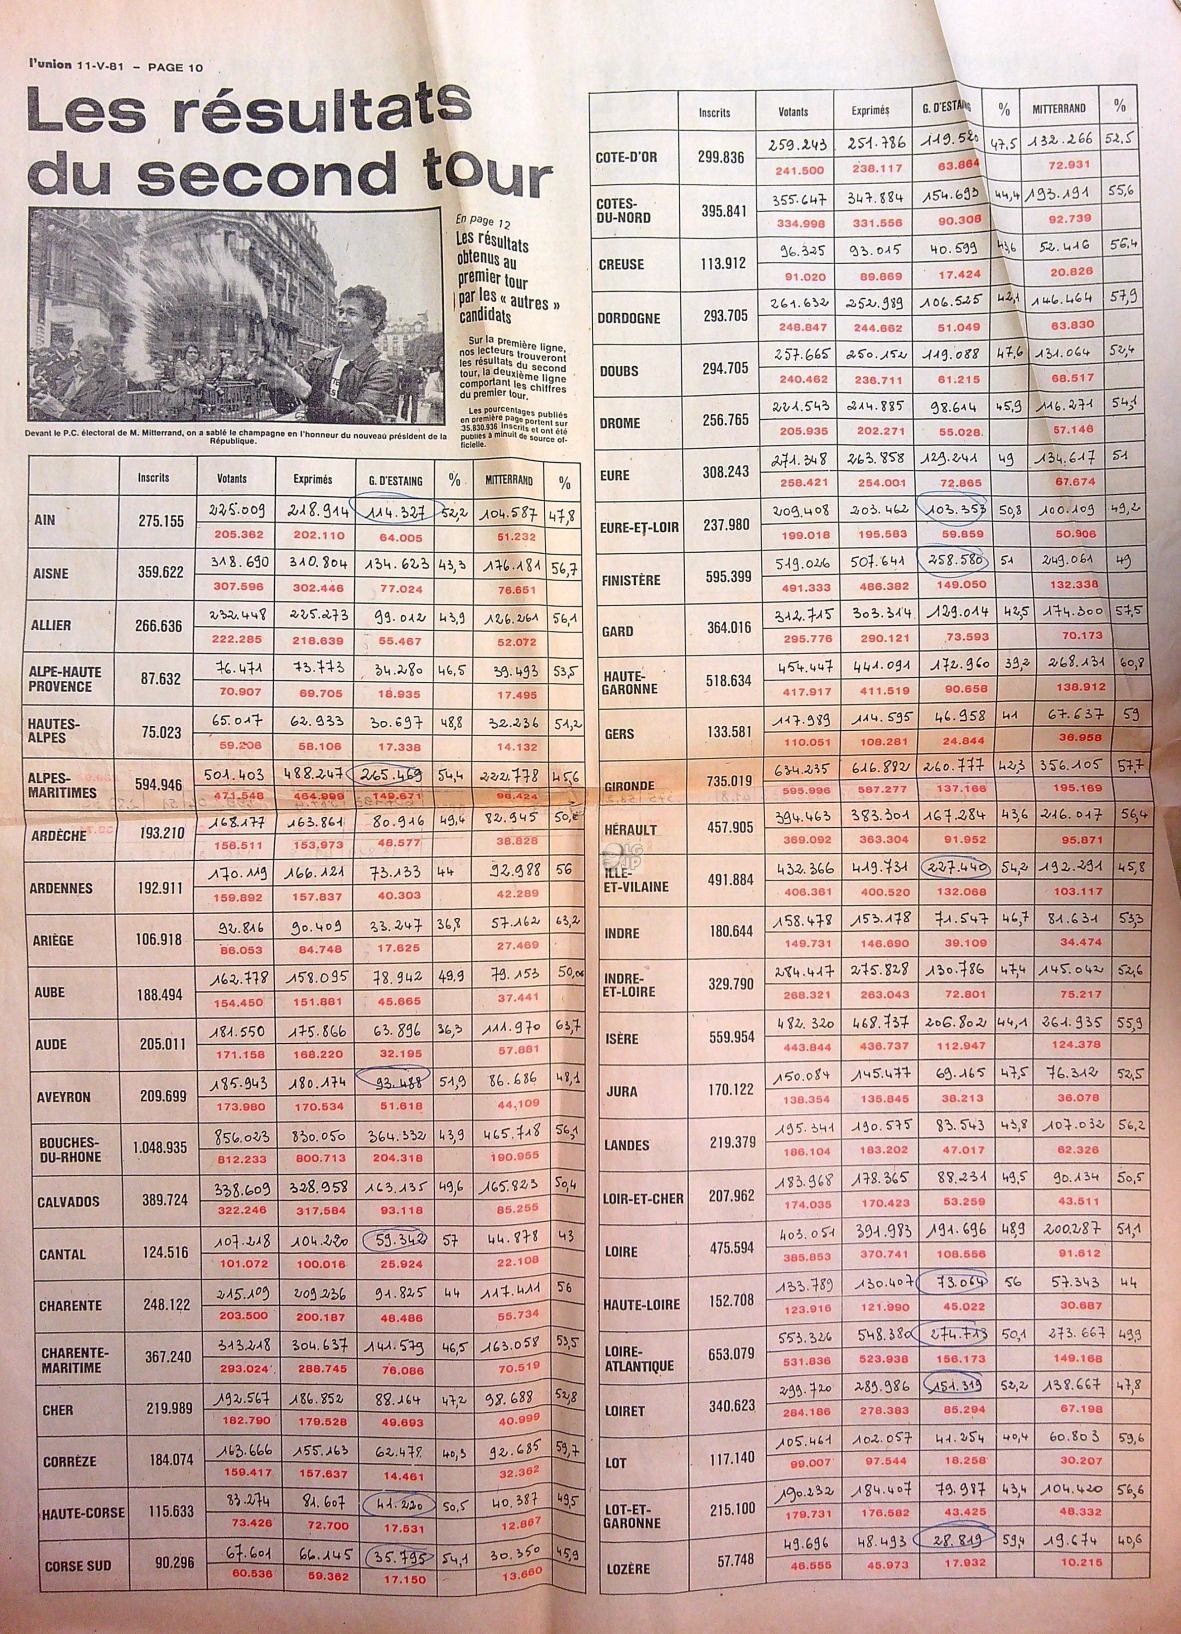 l'union 11-V-81 – PAGE 10
Les résultats
du second tour
En page 12
Les résultats
obtenus au
premier tour
par les « autres »
candidats
Sur la première ligne,
nos lecteurs trouveront
les résultats du second
tour, la deuxième ligne
comportant les chiffres
du premier tour.
Les pourcentages publiés
en première page portent sur
35.830.936 inscrits et ont été
publiés à minuit de source of-
ficielle.
Devant le P.C. électoral de M. Mitterrand, on a sablé le champagne en l'honneur du nouveau président de la
République.
Inscrits Votants Exprimés G. D'ESTAING % MITTERRAND %
AIN 275.155 225.009 218.914 114.327 52,2 104.587 47,8
205.362 202.110 64.005 51.232
AISNE 359.622 318.690 310.804 134.623 43,3 176.181 56,7
307.596 302.446 77.024 76.651
ALLIER 266.636 232.448 225.273 99.012 43,9 126.261 56,1
222.285 218.639 55.467 52.072
ALPE-HAUTE
PROVENCE 87.632 76.471 73.773 34.280 46,5 39.493 53,5
70.907 69.705 18.935 17.495
HAUTES-
ALPES 75.023 65.017 62.933 30.697 48,8 32.236 51,2
59.206 58.106 17.338 14.132
ALPES-
MARITIMES 594.946 501.403 488.247 265.469 54,4 222.778 45,6
471.548 464.999 149.671 98.424
ARDÈCHE 193.210 168.177 163.861 80.916 49,4 82.945
156.511 153.973 48.577 38.828
ARDENNES 192.911 170.119 166.121 73.133 44 92.988 56
159.892 157.837 40.303 42.289
ARIÈGE 106.918 92.816 90.409 33.247 36,8 57.162 63,2
86.053 84.748 17.625 27.469
AUBE 188.494 162.778 158.095 78.942 49,9 79.153
154.450 151.881 45.665 37.441
AUDE 205.011 181.550 175.866 63.896 36,3 111.970 63,7
171.158 168.220 32.195 57.881
AVEYRON 209.699 185.943 180.174 93.488 51,9 86.686 48,1
173.980 170.534 51.618 44.109
BOUCHES-
DU-RHONE 1.048.935 856.023 830.050 364.332 43,9 465.718 56,1
812.233 800.713 204.318 190.955
CALVADOS 389.724 338.609 328.958 163.135 49,6 165.823 50,4
322.246 317.584 93.118 85.255
CANTAL 124.516 107.218 104.220 59.342 57 44.878 43
101.072 100.016 25.924 22.108
CHARENTE 248.122 215.109 209.236 91.825 44 117.411 56
203.500 200.187 48.486 55.734
CHARENTE-
MARITIME 367.240 313.218 304.637 141.579 46,5 163.058 53,5
293.024 288.745 76.086 70.519
CHER 219.989 192.567 186.852 88.164 47,2 98.688 52,8
182.790 179.528 49.693 40.999
CORRÈZE 184.074 163.666 155.163 62.478 40,3 92.685 59,7
159.417 157.637 14.461 32.362
HAUTE-CORSE 115.633 83.274 81.607 41.220 50,5 40.387 49,5
73.426 72.700 17.531 12.867
CORSE SUD 90.296 67.601 66.145 35.795 54,1 30.350 45,9
60.536 59.362 17.150 13.660
Inscrits Votants Exprimés G. D'ESTAING % MITTERRAND %
COTE-D'OR 299.836 259.243 251.786 119.520 47,5 132.266 52,5
241.500 238.117 63.864 72.931
COTES-
DU-NORD 395.841 355.647 347.884 154.693 44,4 193.191 55,6
334.998 331.556 90.308 92.739
CREUSE 113.912 96.325 93.015 40.599 43,6 52.416 56,4
91.020 89.869 17.424 20.826
DORDOGNE 293.705 261.632 252.989 106.525 42,1 146.464 57,9
248.847 244.662 51.049 63.830
DOUBS 294.705 257.665 250.152 119.088 47,6 131.064 52,4
240.462 236.711 61.215 68.517
DROME 256.765 221.543 214.885 98.614 45,9 116.271 54,1
205.935 202.271 55.028 57.146
EURE 308.243 271.348 263.858 129.241 49 134.617 51
258.421 254.001 72.865 67.674
EURE-ET-LOIR 237.980 209.408 203.462 103.353 50,8 100.109 49,2
199.018 195.583 59.859 50.906
FINISTÈRE 595.399 519.026 507.641 258.580 51 249.061 49
491.333 486.382 149.050 132.338
GARD 364.016 312.715 303.314 129.014 42,5 174.300 57,5
295.776 290.121 73.593 70.173
HAUTE-
GARONNE 518.634 454.447 441.091 172.960 39,2 268.131 60,8
417.917 411.519 90.658 138.912
GERS 133.581 117.989 114.595 46.958 41 67.637 59
110.051 108.281 24.844 36.958
GIRONDE 735.019 634.235 616.882 260.777 42,3 356.105 57,7
595.996 587.277 137.166 195.169
HÉRAULT 457.905 394.463 383.301 167.284 43,6 216.017 56,4
369.092 363.304 91.952 95.871
ILLE-
ET-VILAINE 491.884 432.366 419.731 227.440 54,2 192.291 45,8
406.361 400.520 132.068 103.117
INDRE 180.644 158.478 153.178 71.547 46,7 81.631 53,3
149.731 146.690 39.109 34.474
INDRE-
ET-LOIRE 329.790 284.417 275.828 130.786 47,4 145.042 52,6
268.321 263.043 72.801 75.217
ISÈRE 559.954 482.320 468.737 206.802 44,1 261.935 55,9
443.844 436.737 112.947 124.378
JURA 170.122 150.084 145.477 69.165 47,5 76.312 52,5
138.354 135.845 38.213 36.078
LANDES 219.379 195.341 190.575 83.543 43,8 107.032 56,2
186.104 183.202 47.017 62.326
LOIR-ET-CHER 207.962 183.968 178.365 88.231 49,5 90.134 50,5
174.035 170.423 53.259 43.511
LOIRE 475.594 403.051 391.983 191.696 48,9 200.287 51,1
385.853 370.741 108.556 91.612
HAUTE-LOIRE 152.708 133.789 130.407 73.064 56 57.343 44
123.916 121.990 45.022 30.687
LOIRE-
ATLANTIQUE 653.079 553.326 548.380 274.713 50,1 273.667 49,9
531.836 523.938 156.173 149.168
LOIRET 340.623 299.720 289.986 151.319 52,2 138.667 47,8
284.186 278.383 85.294 67.198
LOT 117.140 105.461 102.057 41.254 40,4 60.803 59,6
99.007 97.544 18.258 30.207
LOT-ET-
GARONNE 215.100 190.232 184.407 79.987 43,4 104.420 56,6
179.731 176.582 43.425 48.332
LOZÈRE 57.748 49.696 48.493 28.819 59,4 19.674 40,6
46.555 45.973 17.932 10.215